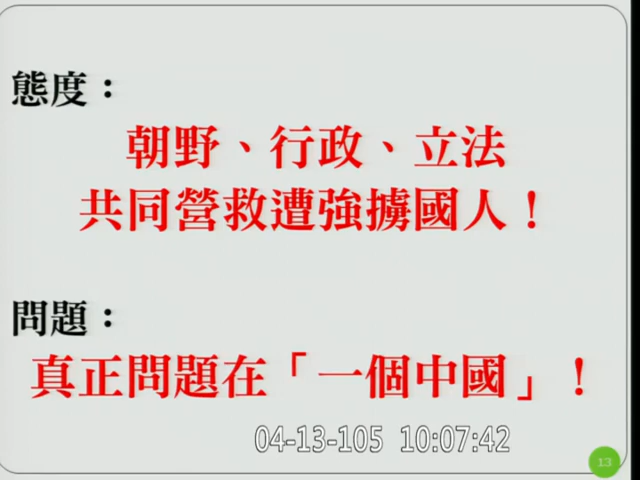 態度：
朝野、行政、立法
共同營救遭強擄國人！
問題：
真正問題在「一個中國」！
04-13-105 10:07:42
13